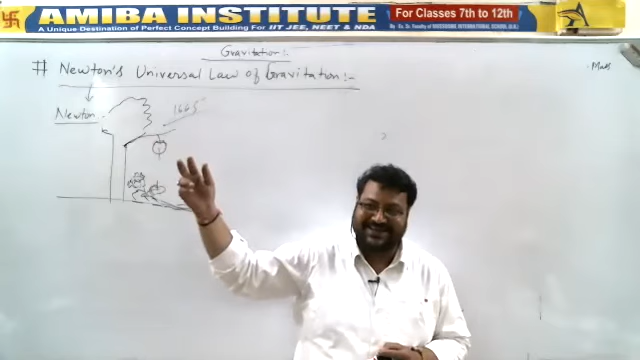 AMIBA INSTITUTE
A Unique Destination of Perfect Concept Building For IIT JEE, NEET & NDA
For Classes 7th to 12th
Gravitation:-
# Newton's Universal Law of Gravitation:-
Newton
1665